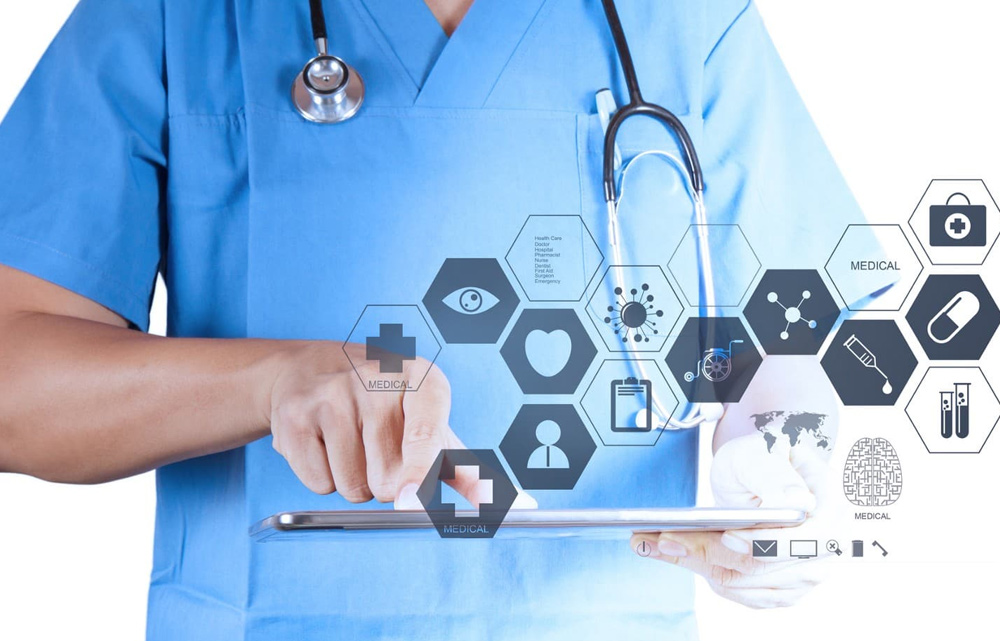 Health Care
Doctor
Hospital
Pharmacist
Nurse
Dentist
First Aid
Surgeon
Emergency
MEDICAL
MEDICAL
MEDICAL
MEDICAL